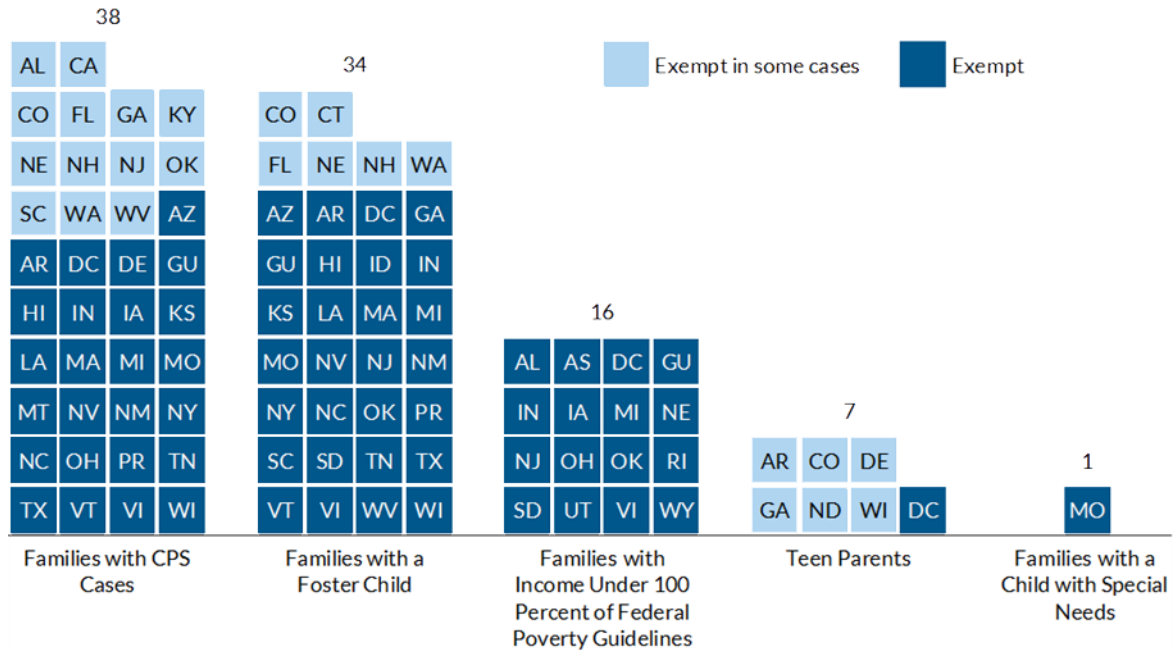 38
AL CA
CO FL GA KY
NE NH NJ OK
SC WA WV AZ
AR DC DE GU
HI IN IA KS
LA MA MI MO
MT NV NM NY
NC OH PR TN
TX VT VI WI
Families with CPS
Cases
34
CO CT
FL NE NH WA
AZ AR DC GA
GU HI ID IN
KS LA MA MI
MO NV NJ NM
NY NC OK PR
SC SD TN TX
VT VI WV WI
Families with a
Foster Child
16
AL AS DC GU
IN IA MI NE
NJ OH OK RI
SD UT VI WY
Families with
Income Under 100
Percent of Federal
Poverty Guidelines
7
AR CO DE
GA ND WI DC
Teen Parents
1
MO
Families with a
Child with Special
Needs
Exempt in some cases
Exempt